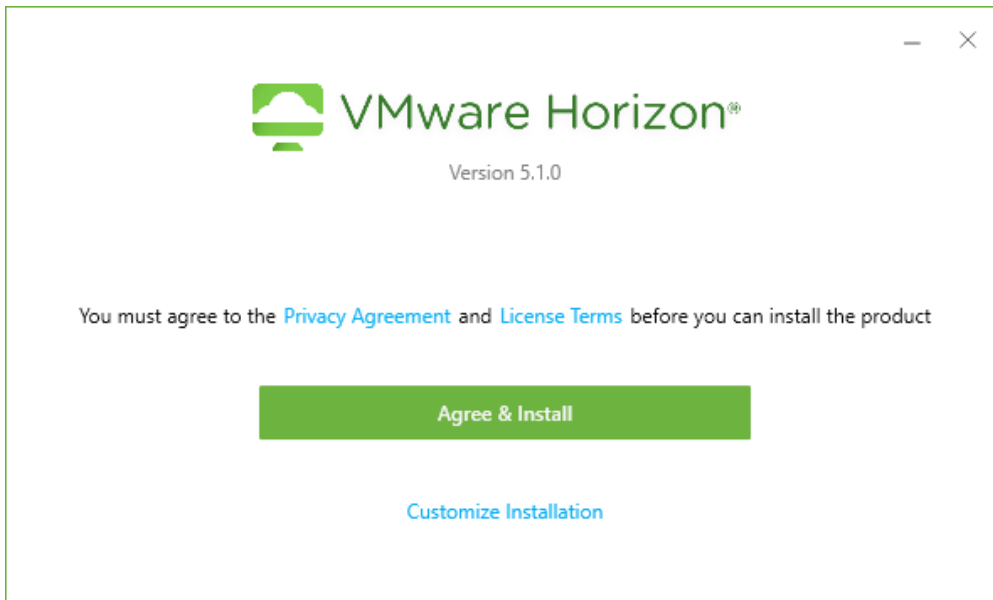 VMware Horizon®
Version 5.1.0
You must agree to the Privacy Agreement and License Terms before you can install the product
Agree & Install
Customize Installation